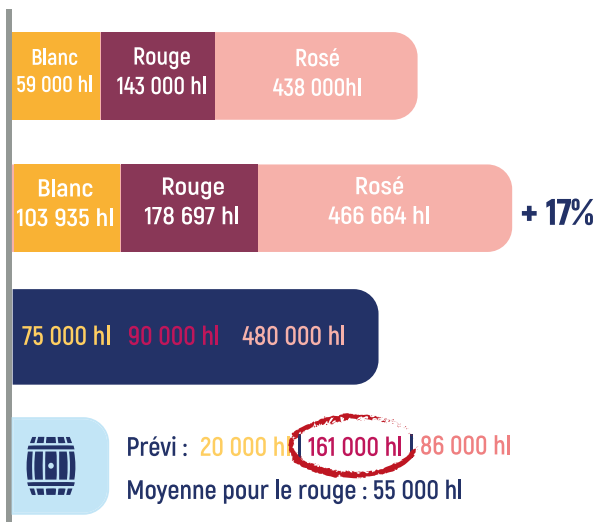 Blanc Rouge Rosé
59 000 hl 143 000 hl 438 000hl
Blanc Rouge Rosé
103 935 hl 178 697 hl 466 664 hl
+ 17%
75 000 hl 90 000 hl 480 000 hl
Prévi : 20 000 hl | 161 000 hl | 86 000 hl
Moyenne pour le rouge : 55 000 hl